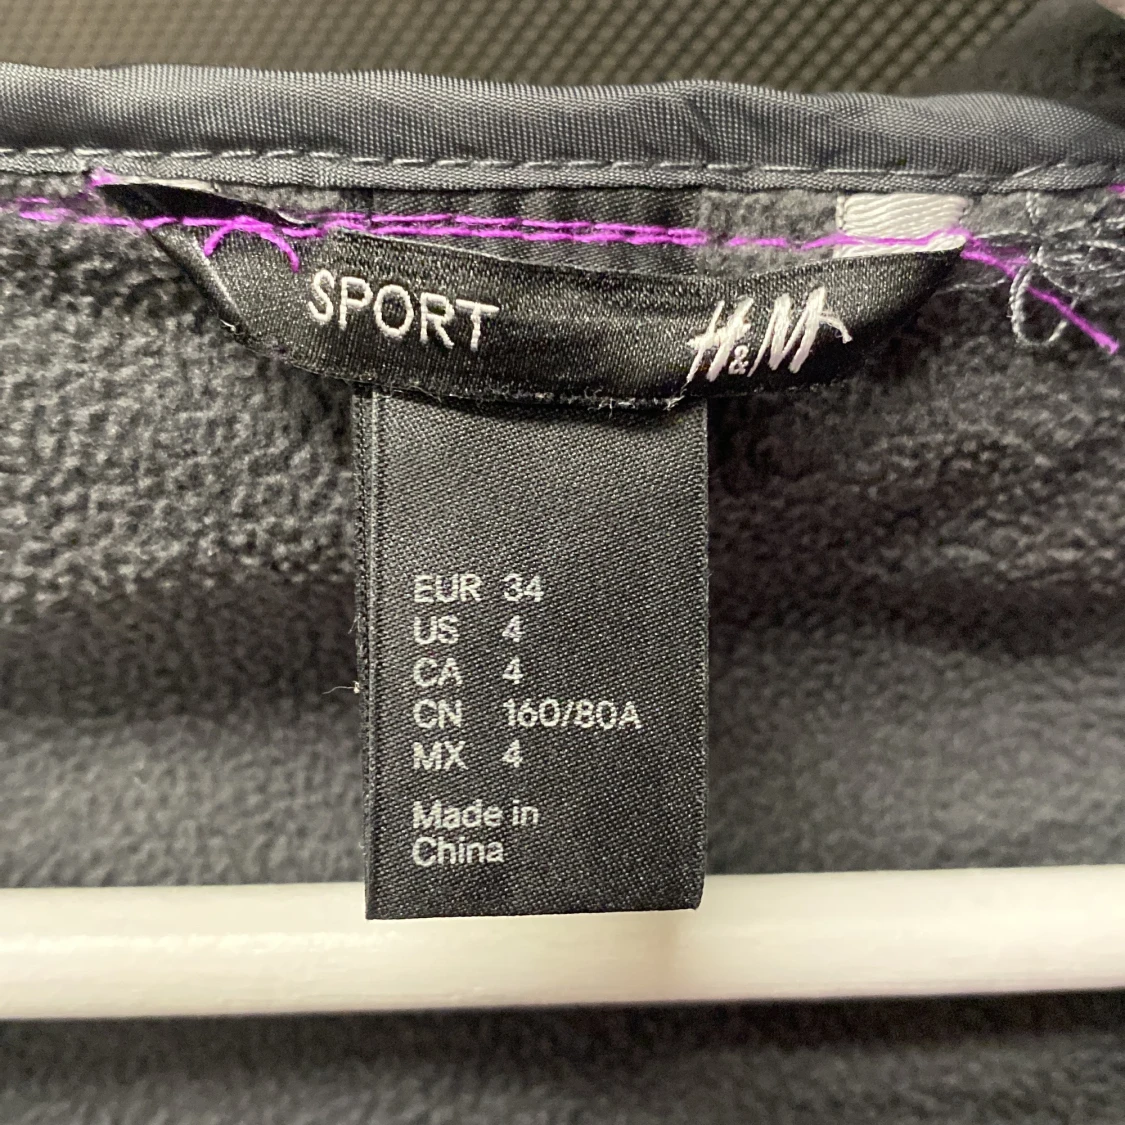 SPORT H&M
EUR 34
US 4
CA 4
CN 160/80A
MX 4
Made in
China